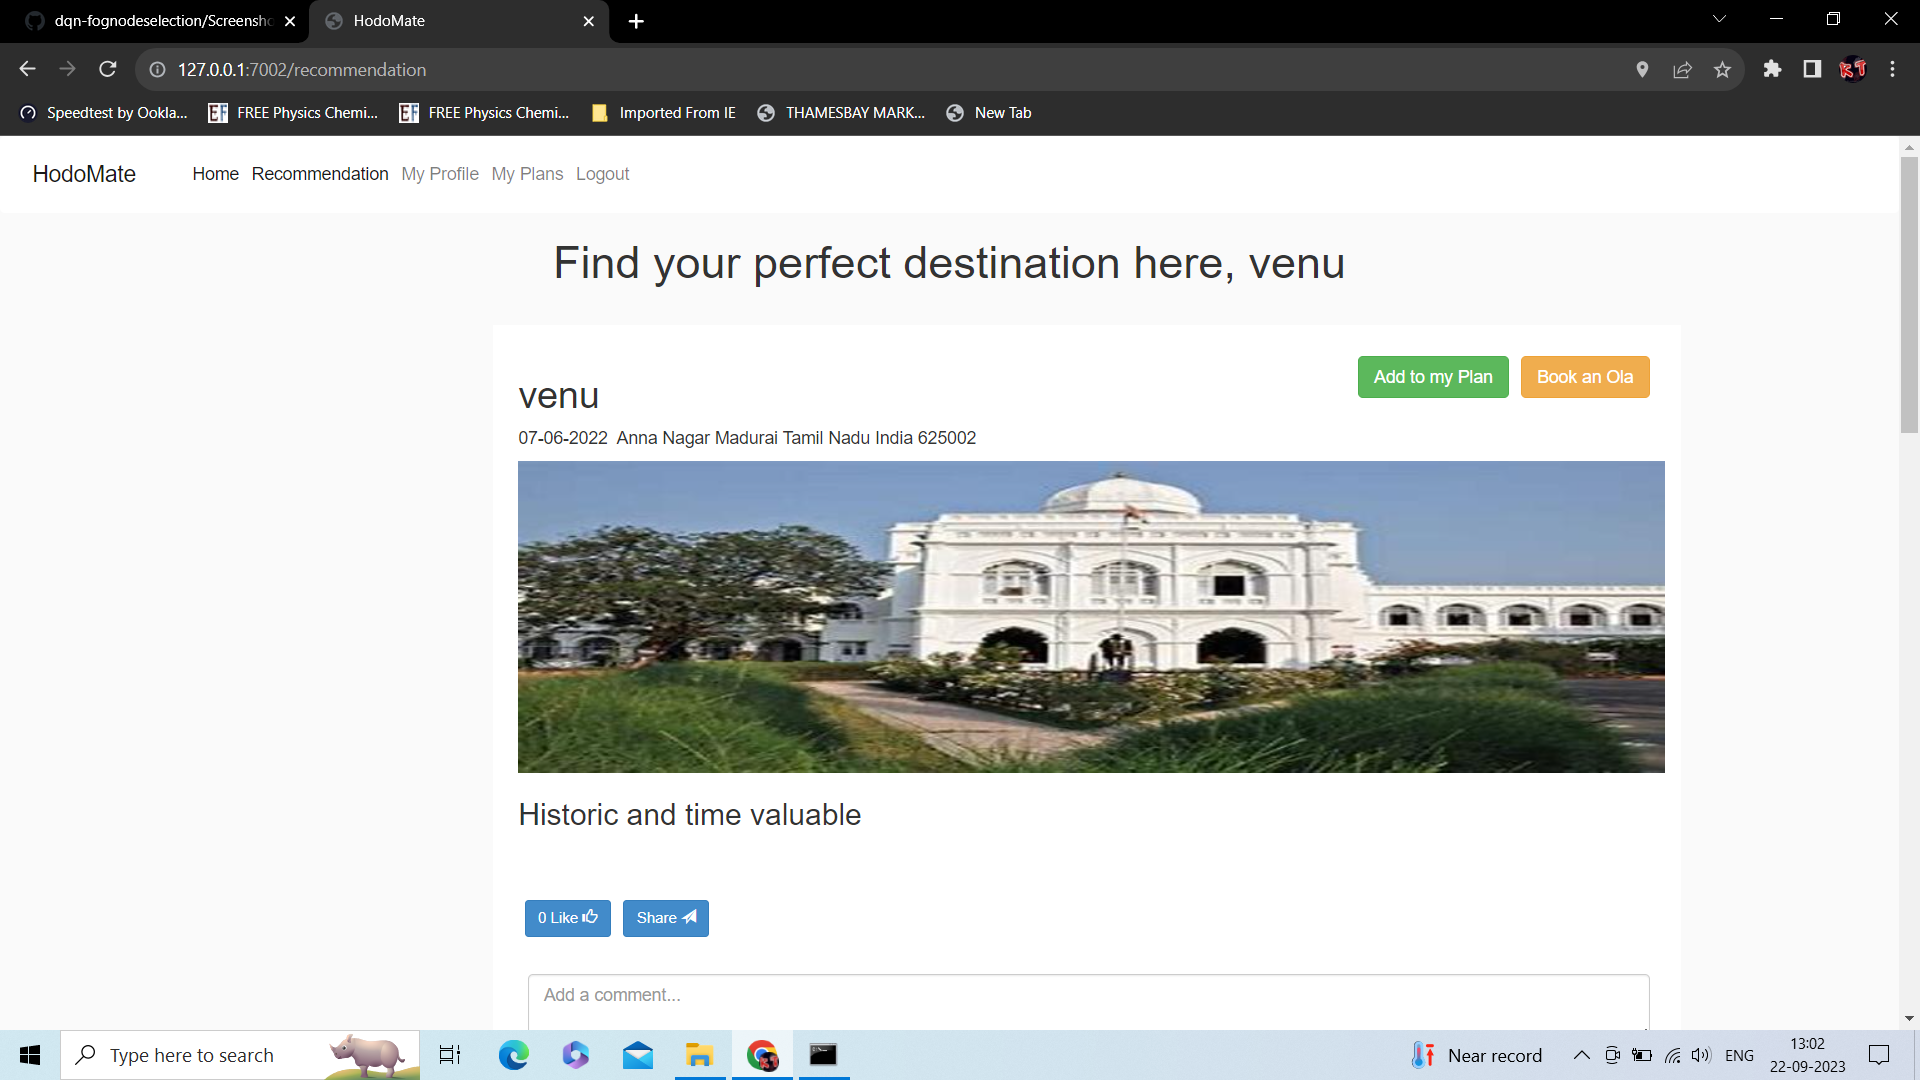 dqn-fognodeselection/Screensho
HodoMate
127.0.0.1:7002/recommendation
KT
Speedtest by Ookla...
EF FREE Physics Chemi...
EF FREE Physics Chemi...
Imported From IE
THAMESBAY MARK...
New Tab
HodoMate
Home Recommendation My Profile My Plans Logout
Find your perfect destination here, venu
Add to my Plan
Book an Ola
venu
07-06-2022 Anna Nagar Madurai Tamil Nadu India 625002
Historic and time valuable
0 Like
Share
Add a comment...
Type here to search
Near record
ENG
13:02
22-09-2023